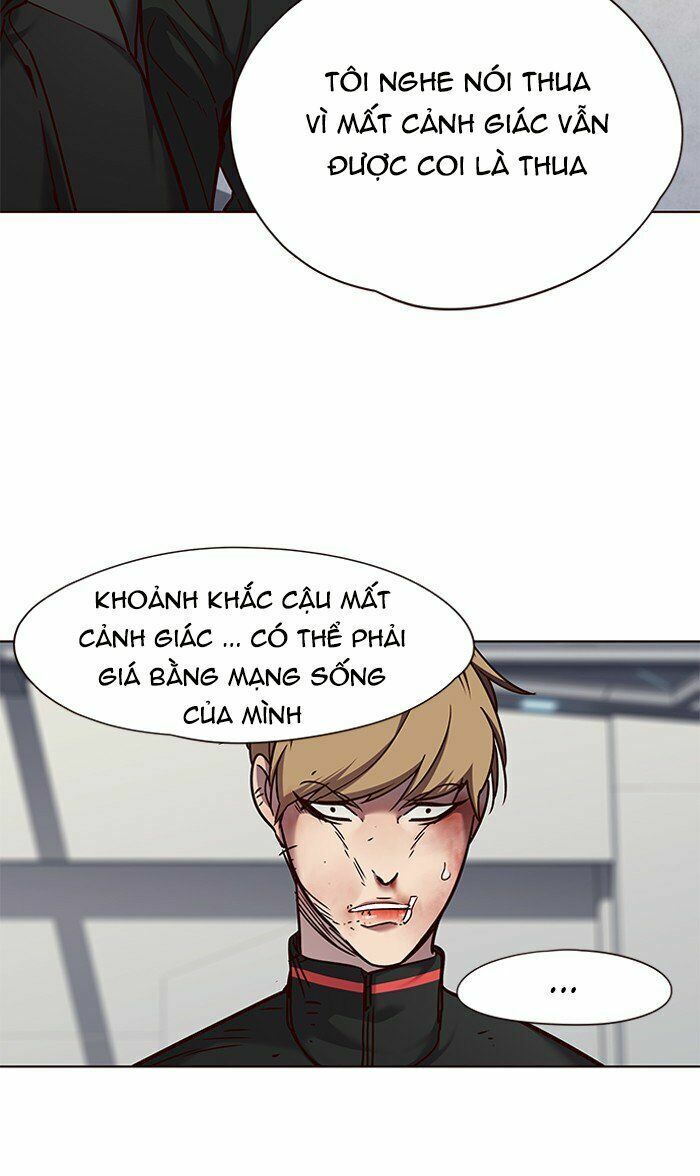 TÔI NGHE NÓI THUA
VÌ MẤT CẢNH GIÁC VẪN
ĐƯỢC COI LÀ THUA
KHOẢNH KHẮC CẬU MẤT
CẢNH GIÁC ... CÓ THỂ PHẢI
GIÁ BẰNG MẠNG SỐNG
CỦA MÌNH
...